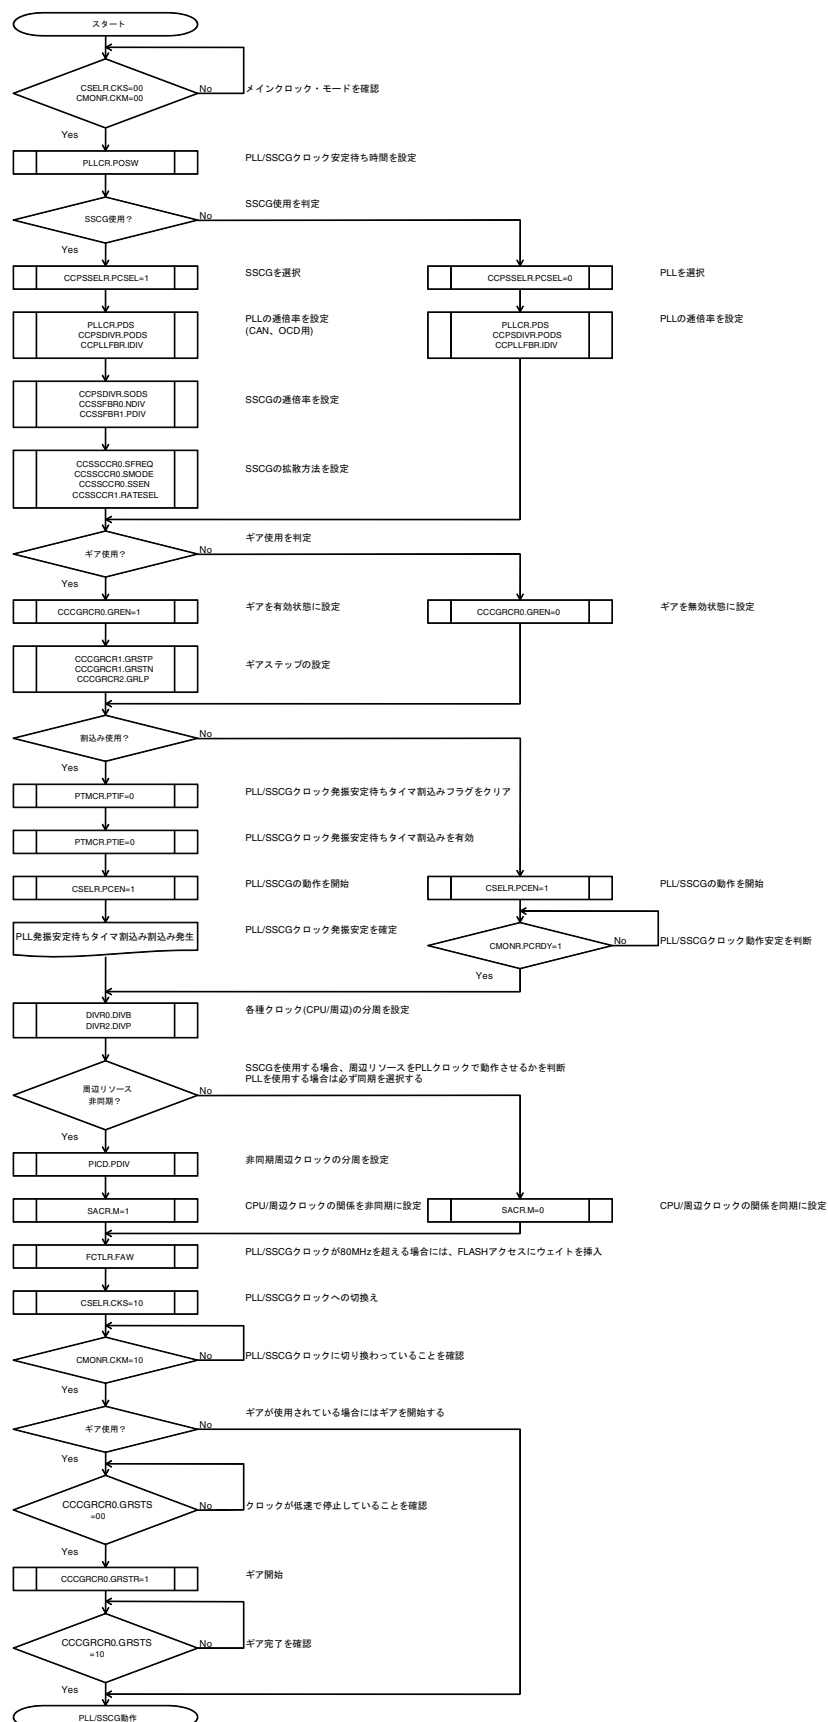 スタート
CSELR.CKS=00
CMONR.CKM=00
No
メインクロック・モードを確認
Yes
PLLCR.POSW
PLL/SSCGクロック安定待ち時間を設定
SSCG使用？
No
SSCG使用を判定
Yes
CCPSSELR.PCSEL=1
SSCGを選択
CCPSSELR.PCSEL=0
PLLを選択
PLLCR.PDS
CCPSDIVR.PODS
CCPLLFBR.IDIV
PLLの逓倍率を設定
(CAN、OCD用)
PLLCR.PDS
CCPSDIVR.PODS
CCPLLFBR.IDIV
PLLの逓倍率を設定
CCPSDIVR.SODS
CCSSFBR0.NDIV
CCSSFBR1.PDIV
SSCGの逓倍率を設定
CCSSCCR0.SFREQ
CCSSCCR0.SMODE
CCSSCCR0.SSEN
CCSSCCR1.RATESEL
SSCGの拡散方法を設定
ギア使用？
No
ギア使用を判定
Yes
CCCGRCR0.GREN=1
ギアを有効状態に設定
CCCGRCR0.GREN=0
ギアを無効状態に設定
CCCGRCR1.GRSTP
CCCGRCR1.GRSTN
CCCGRCR2.GRLP
ギアステップの設定
割込み使用？
No
Yes
PTMCR.PTIF=0
PLL/SSCGクロック発振安定待ちタイマ割込みフラグをクリア
PTMCR.PTIE=0
PLL/SSCGクロック発振安定待ちタイマ割込みを有効
CSELR.PCEN=1
PLL/SSCGの動作を開始
CSELR.PCEN=1
PLL/SSCGの動作を開始
PLL発振安定待ちタイマ割込み割込み発生
PLL/SSCGクロック発振安定を確定
CMONR.PCRDY=1
No
PLL/SSCGクロック動作安定を判断
Yes
DIVR0.DIVB
DIVR2.DIVP
各種クロック(CPU/周辺)の分周を設定
周辺リソース
非同期？
No
SSCGを使用する場合、周辺リソースをPLLクロックで動作させるかを判断
PLLを使用する場合は必ず同期を選択する
Yes
PICD.PDIV
非同期周辺クロックの分周を設定
SACR.M=1
CPU/周辺クロックの関係を非同期に設定
SACR.M=0
CPU/周辺クロックの関係を同期に設定
FCTLR.FAW
PLL/SSCGクロックが80MHzを超える場合には、FLASHアクセスにウェイトを挿入
CSELR.CKS=10
PLL/SSCGクロックへの切換え
CMONR.CKM=10
No
PLL/SSCGクロックに切り換わっていることを確認
Yes
ギア使用？
No
ギアが使用されている場合にはギアを開始する
Yes
CCCGRCR0.GRSTS
=00
No
クロックが低速で停止していることを確認
Yes
CCCGRCR0.GRSTR=1
ギア開始
CCCGRCR0.GRSTS
=10
No
ギア完了を確認
Yes
PLL/SSCG動作